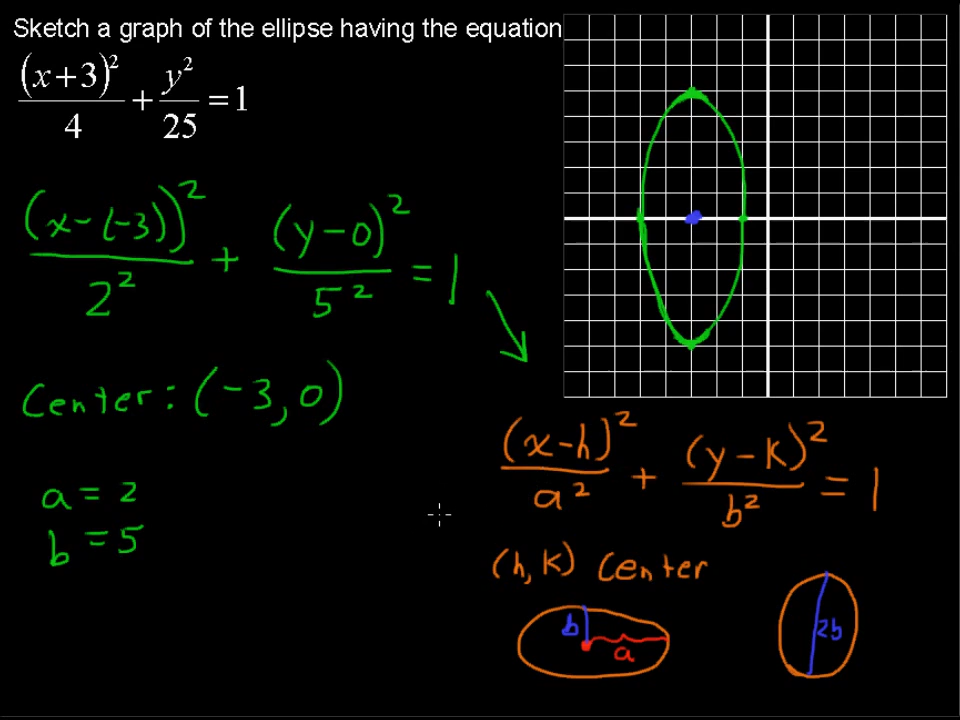 Sketch a graph of the ellipse having the equation
(x+3)²/4 + y²/25 = 1
(x-(-3))²/2² + (y-0)²/5² = 1
Center: (-3, 0)
a = 2
b = 5
(x-h)²/a² + (y-k)²/b² = 1
(h, k) center
b
a
2b